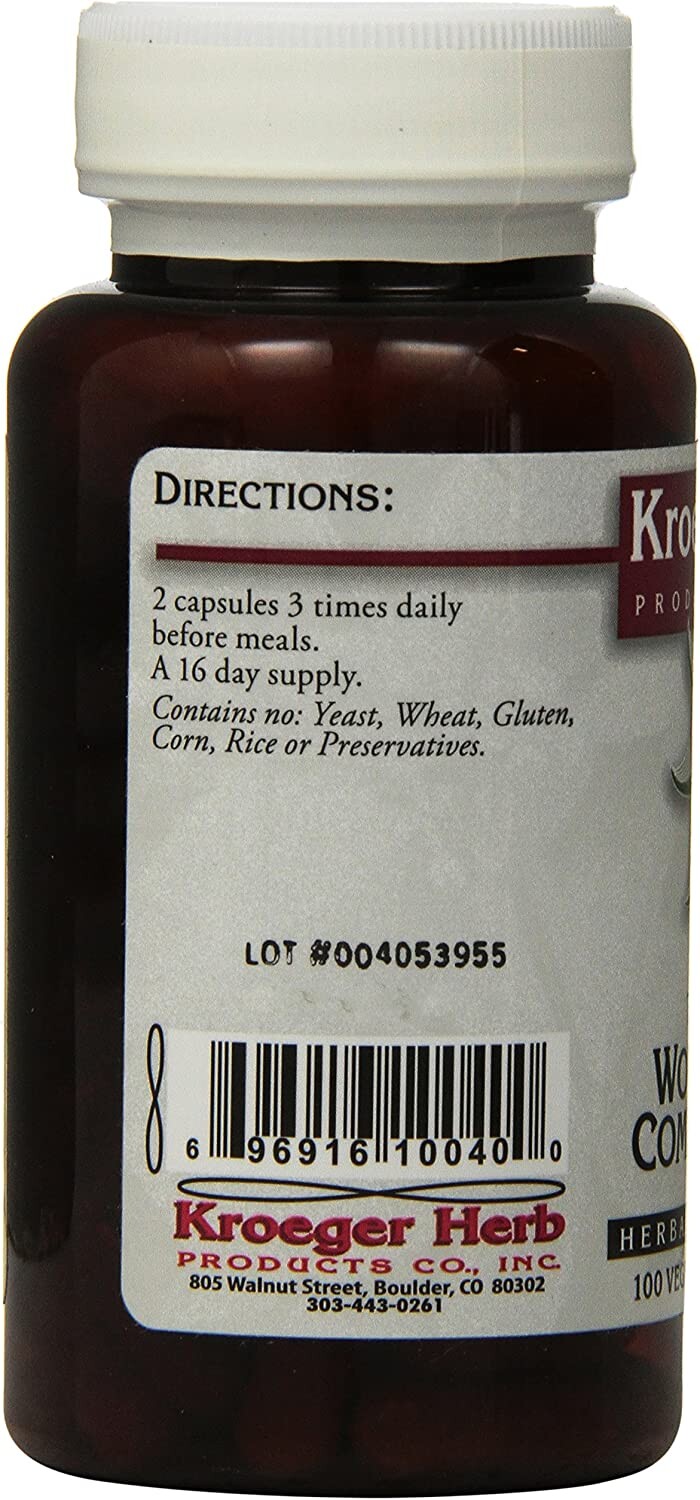 DIRECTIONS:
2 capsules 3 times daily
before meals.
A 16 day supply.
Contains no: Yeast, Wheat, Gluten,
Corn, Rice or Preservatives.
LOT #004053955
6 96916 10040 0
Kroeger Herb
PRODUCTS CO., INC.
805 Walnut Street, Boulder, CO 80302
303-443-0261
100